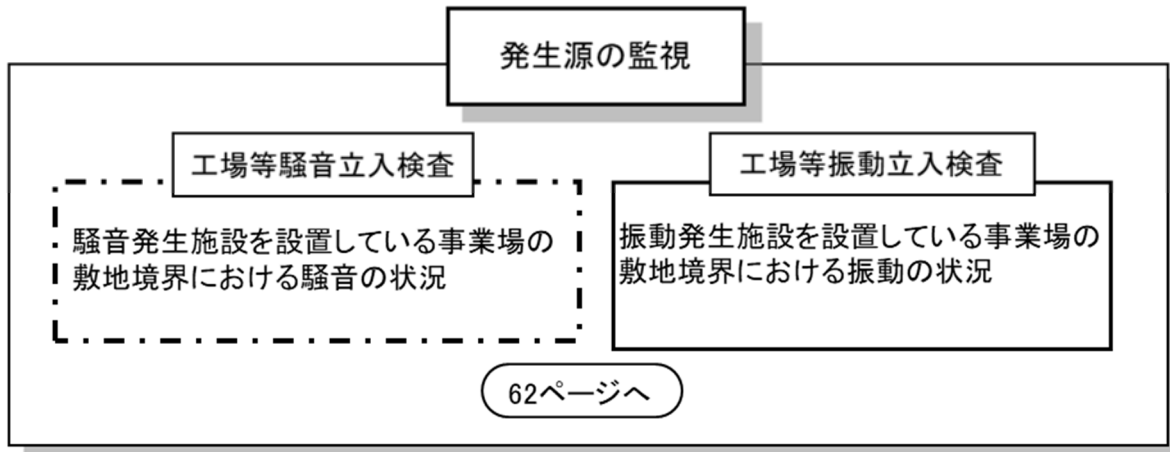 発生源の監視
工場等騒音立入検査
騒音発生施設を設置している事業場の
敷地境界における騒音の状況
工場等振動立入検査
振動発生施設を設置している事業場の
敷地境界における振動の状況
62ページへ